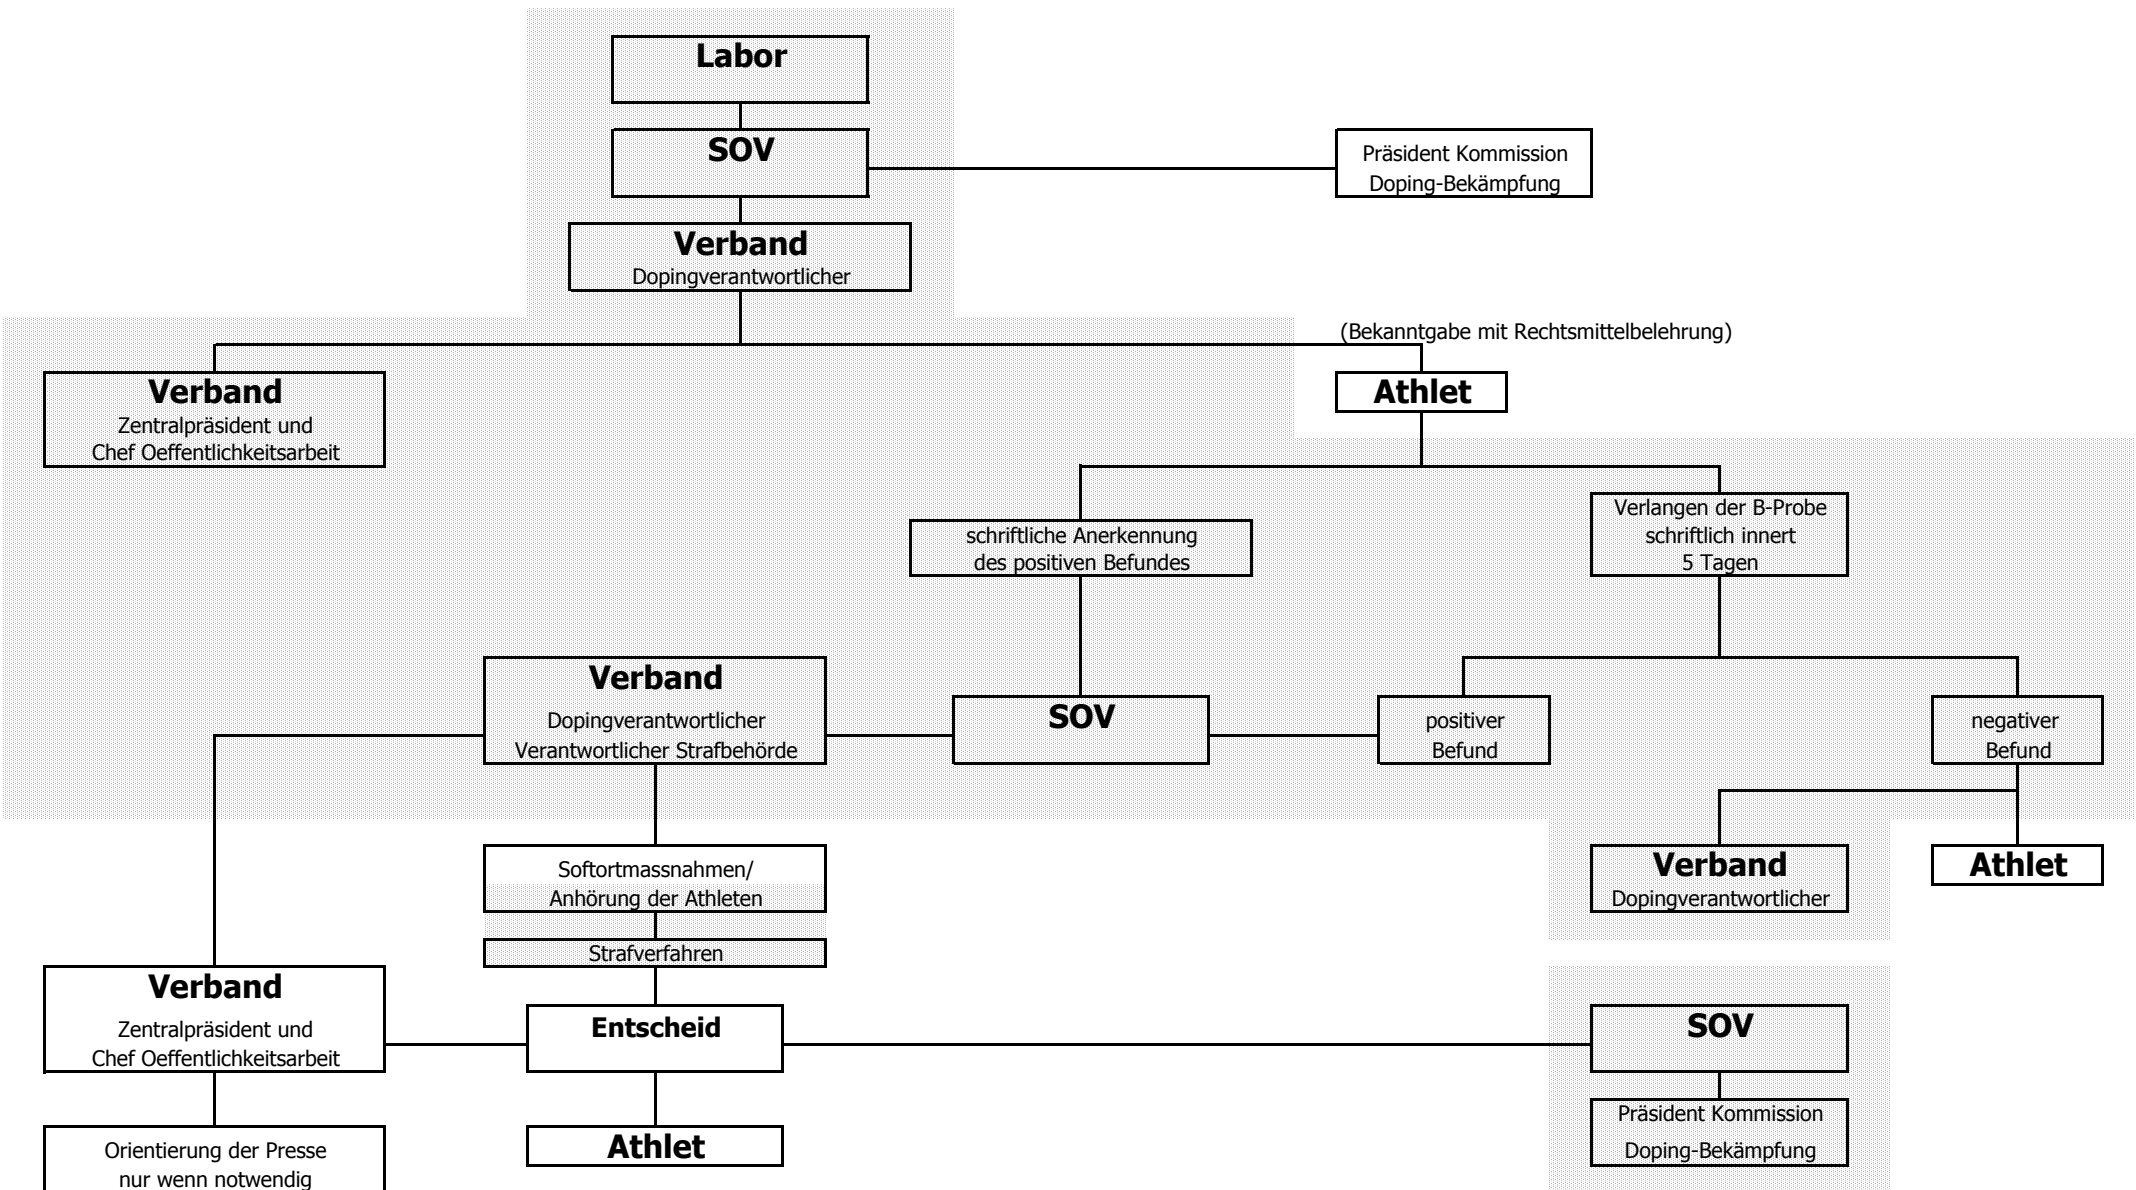 Labor
SOV
Präsident Kommission
Doping-Bekämpfung
Verband
Dopingverantwortlicher
(Bekanntgabe mit Rechtsmittelbelehrung)
Verband
Zentralpräsident und
Chef Oeffentlichkeitsarbeit
Athlet
schriftliche Anerkennung
des positiven Befundes
Verlangen der B-Probe
schriftlich innert
5 Tagen
Verband
Dopingverantwortlicher
Verantwortlicher Strafbehörde
SOV
positiver
Befund
negativer
Befund
Softortmassnahmen/
Anhörung der Athleten
Verband
Dopingverantwortlicher
Athlet
Strafverfahren
Verband
Zentralpräsident und
Chef Oeffentlichkeitsarbeit
Entscheid
SOV
Präsident Kommission
Doping-Bekämpfung
Athlet
Orientierung der Presse
nur wenn notwendig